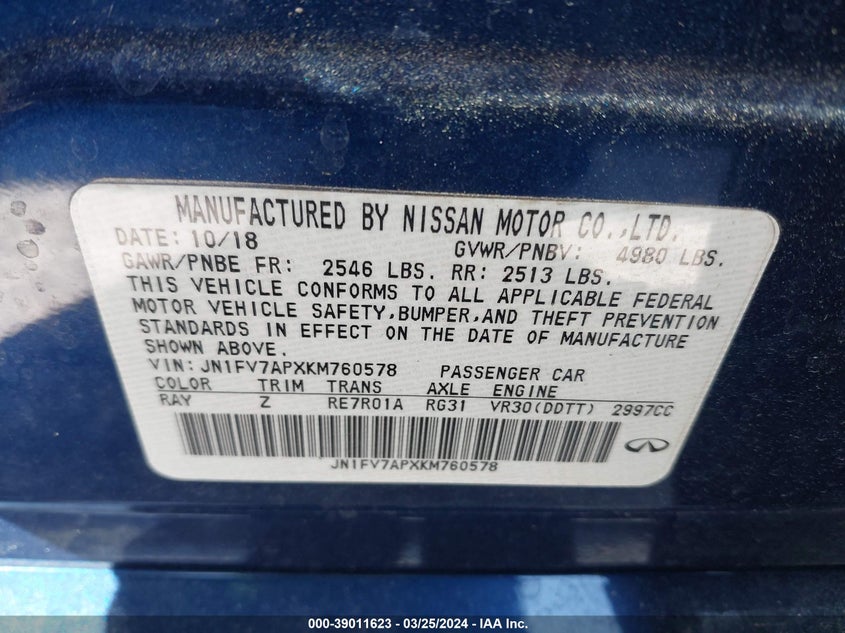 MANUFACTURED BY NISSAN MOTOR CO.,LTD.
DATE: 10/18 GVWR/PNBV: 4980 LBS.
GAWR/PNBE FR: 2546 LBS. RR: 2513 LBS.
THIS VEHICLE CONFORMS TO ALL APPLICABLE FEDERAL
MOTOR VEHICLE SAFETY,BUMPER,AND THEFT PREVENTION
STANDARDS IN EFFECT ON THE DATE OF MANUFACTURE
SHOWN ABOVE.
VIN: JN1FV7APXKM760578 PASSENGER CAR
COLOR TRIM TRANS AXLE ENGINE
RAY Z RE7R01A RG31 VR30(DDTT) 2997CC
JN1FV7APXKM760578
000-39011623 - 03/25/2024 - IAA Inc.